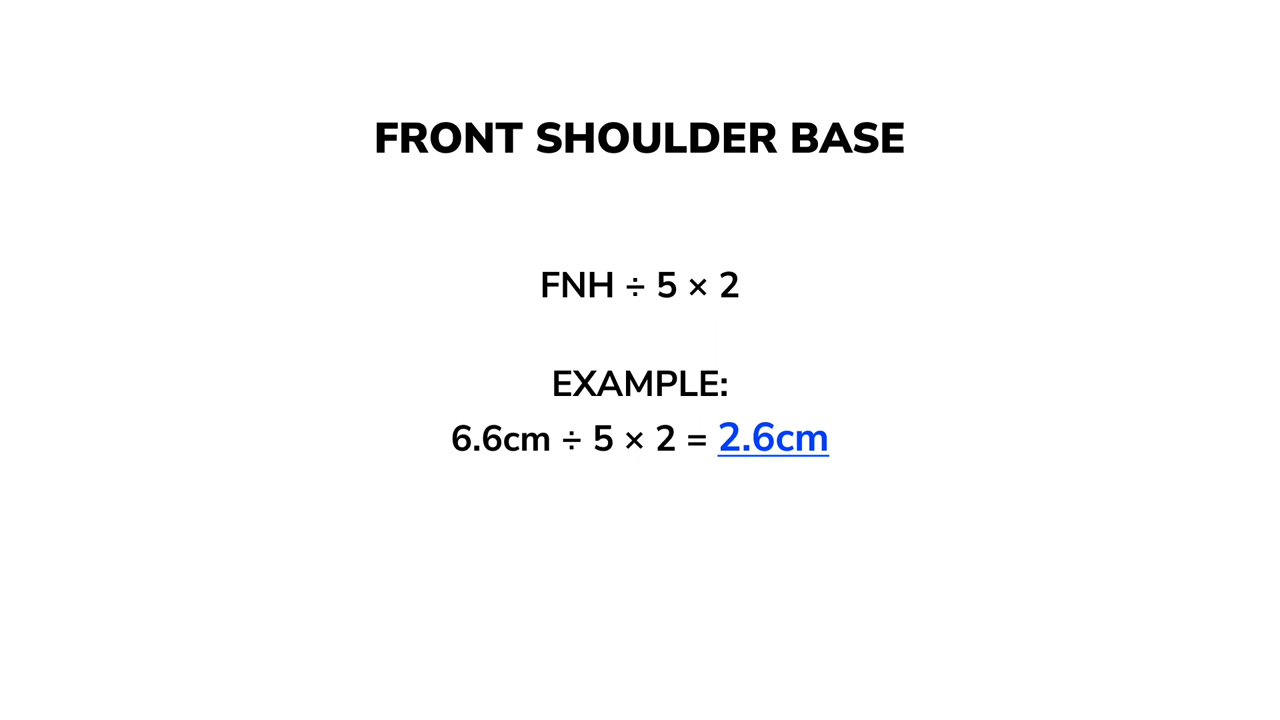 FRONT SHOULDER BASE
FNH ÷ 5 × 2
EXAMPLE:
6.6cm ÷ 5 × 2 = 2.6cm